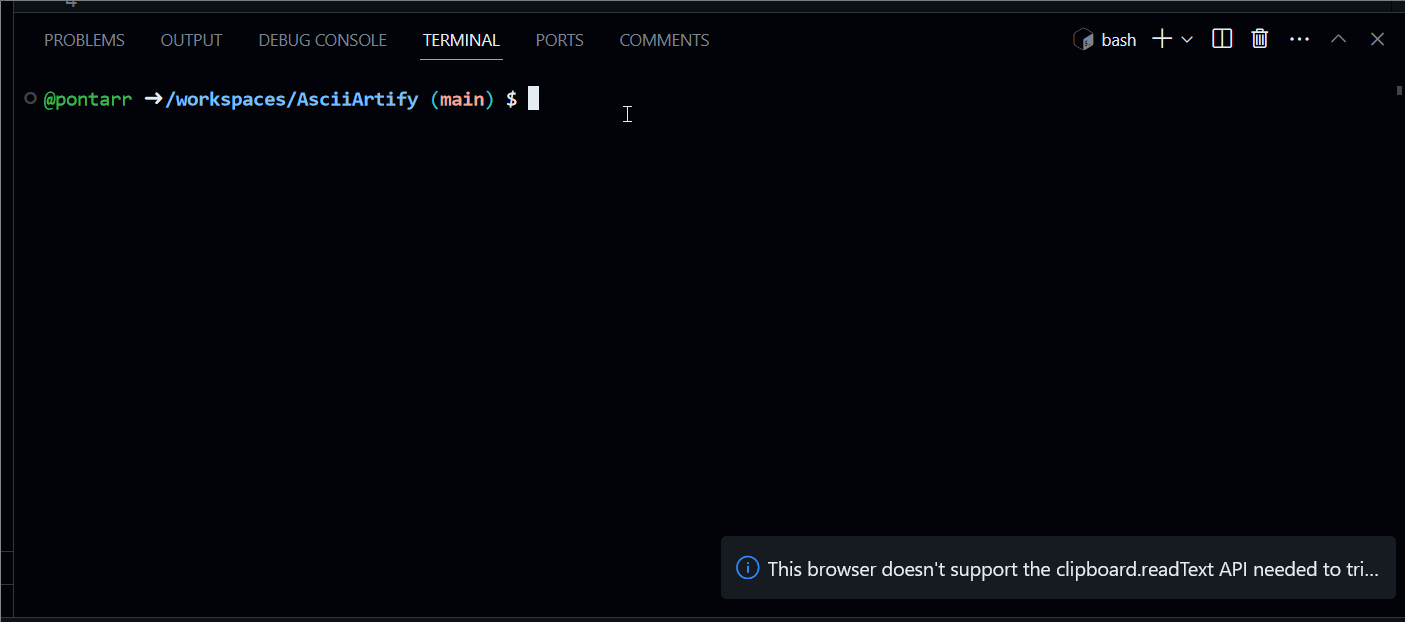 PROBLEMS OUTPUT DEBUG CONSOLE TERMINAL PORTS COMMENTS bash
@pontarr ➜/workspaces/AsciiArtify (main) $
This browser doesn't support the clipboard.readText API needed to tri...